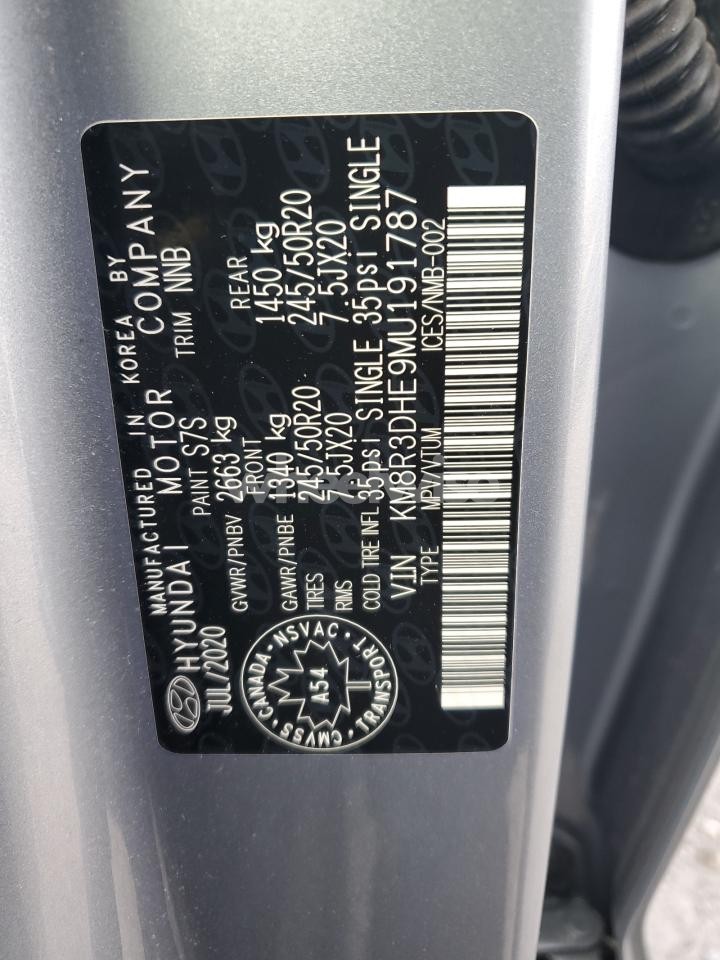 MANUFACTURED IN KOREA BY
HYUNDAI MOTOR COMPANY
JUL/2020 PAINT S7S TRIM NNB
GVWR/PNBV 2663 kg
FRONT REAR
GAWR/PNBE 1340 kg 1450 kg
TIRES 245/50R20 245/50R20
RIMS 7.5JX20 7.5JX20
COLD TIRE INFL 35psi SINGLE 35psi SINGLE
VIN KM8R3DHE9MU191787
TYPE MPV/VTUM ICES/NMB-002
CANADA · NSVAC · TRANSPORT · CMVSS ·
A54